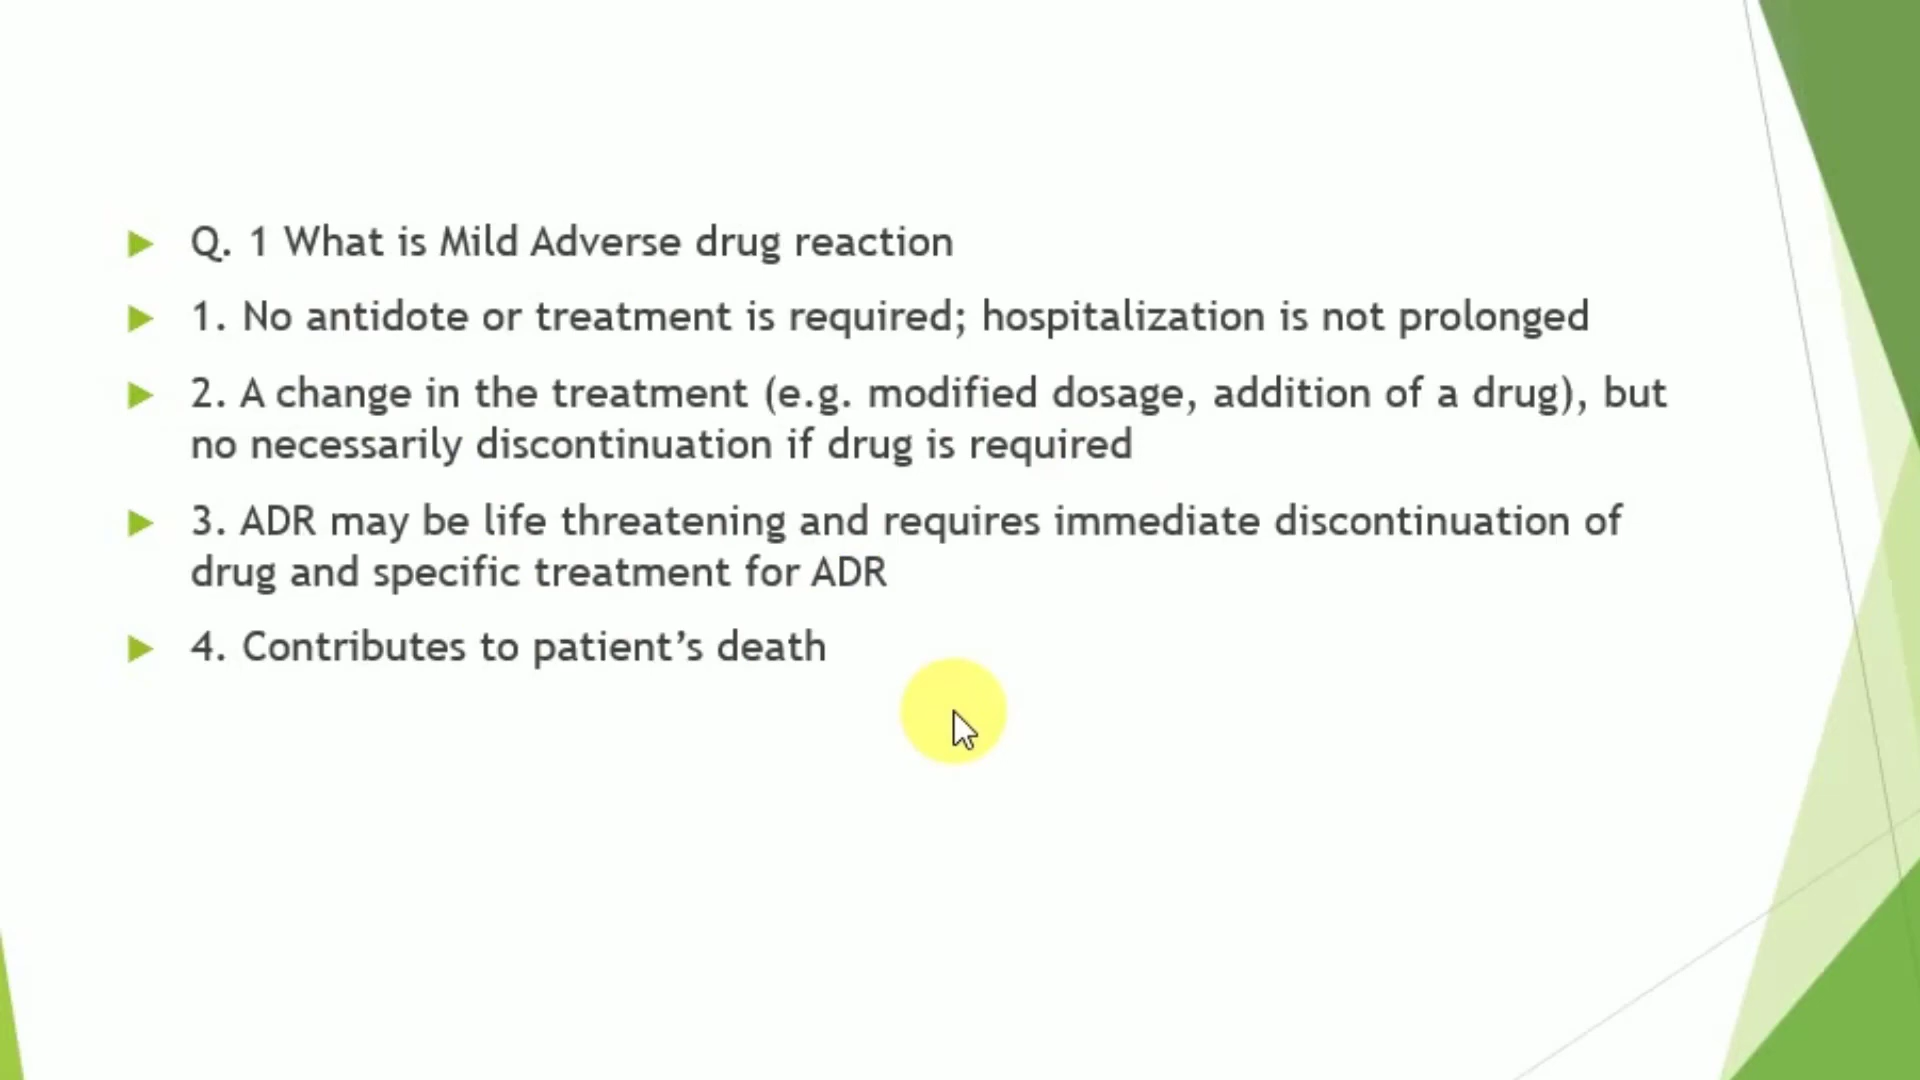 Q. 1 What is Mild Adverse drug reaction
1. No antidote or treatment is required; hospitalization is not prolonged
2. A change in the treatment (e.g. modified dosage, addition of a drug), but
no necessarily discontinuation if drug is required
3. ADR may be life threatening and requires immediate discontinuation of
drug and specific treatment for ADR
4. Contributes to patient’s death